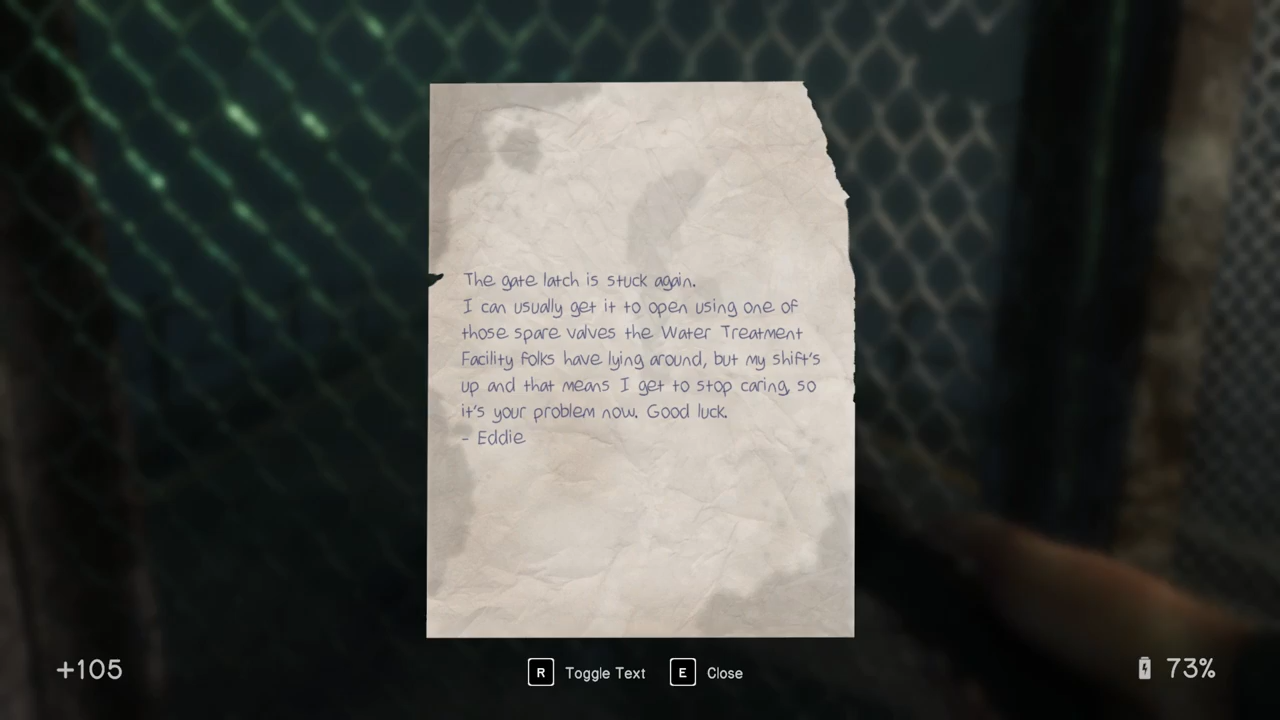 The gate latch is stuck again.
I can usually get it to open using one of
those spare valves the Water Treatment
Facility folks have lying around, but my shift's
up and that means I get to stop caring, so
it's your problem now. Good luck.
- Eddie
+105
R Toggle Text E Close
73%